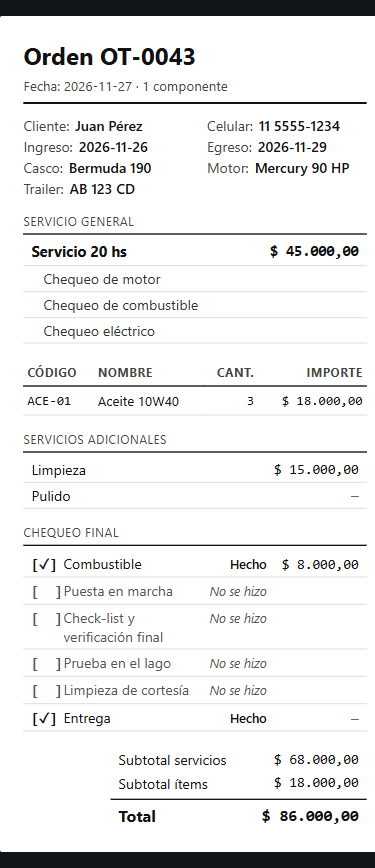 Orden OT-0043
Fecha: 2026-11-27 · 1 componente
Cliente: Juan Pérez Celular: 11 5555-1234
Ingreso: 2026-11-26 Egreso: 2026-11-29
Casco: Bermuda 190 Motor: Mercury 90 HP
Trailer: AB 123 CD
SERVICIO GENERAL
Servicio 20 hs $ 45.000,00
Chequeo de motor
Chequeo de combustible
Chequeo eléctrico
CÓDIGO NOMBRE CANT. IMPORTE
ACE-01 Aceite 10W40 3 $ 18.000,00
SERVICIOS ADICIONALES
Limpieza $ 15.000,00
Pulido —
CHEQUEO FINAL
[✓] Combustible Hecho $ 8.000,00
[ ] Puesta en marcha No se hizo
[ ] Check-list y No se hizo
verificación final
[ ] Prueba en el lago No se hizo
[ ] Limpieza de cortesía No se hizo
[✓] Entrega Hecho —
Subtotal servicios $ 68.000,00
Subtotal ítems $ 18.000,00
Total $ 86.000,00